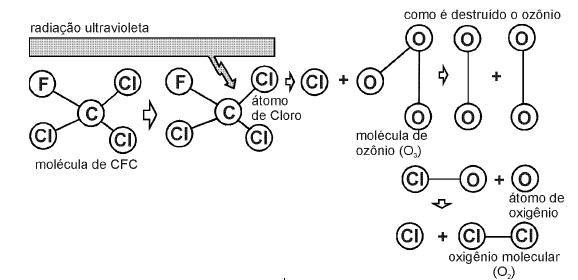 como é destruído o ozônio
radiação ultravioleta
F Cl C Cl Cl
F Cl C Cl Cl
átomo
de Cloro
molécula de CFC
Cl + O O O
molécula de
ozônio (O3)
O O + O O
Cl O + O
átomo de
oxigênio
Cl + Cl Cl
oxigênio molecular
(O2)